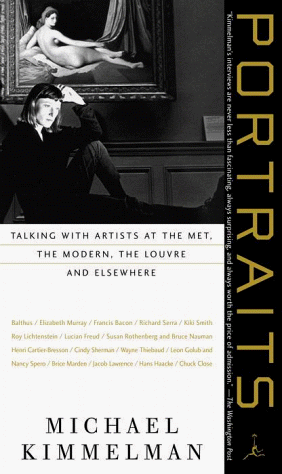 PORTRAITS
"Kimmelman's interviews are never less than fascinating, always surprising, and always worth the price of admission." —The Washington Post
TALKING WITH ARTISTS AT THE MET,
THE MODERN, THE LOUVRE
AND ELSEWHERE
Balthus / Elizabeth Murray / Francis Bacon / Richard Serra / Kiki Smith
Roy Lichtenstein / Lucian Freud / Susan Rothenberg and Bruce Nauman
Henri Cartier-Bresson / Cindy Sherman / Wayne Thiebaud / Leon Golub and
Nancy Spero / Brice Marden / Jacob Lawrence / Hans Haacke / Chuck Close
MICHAEL
KIMMELMAN